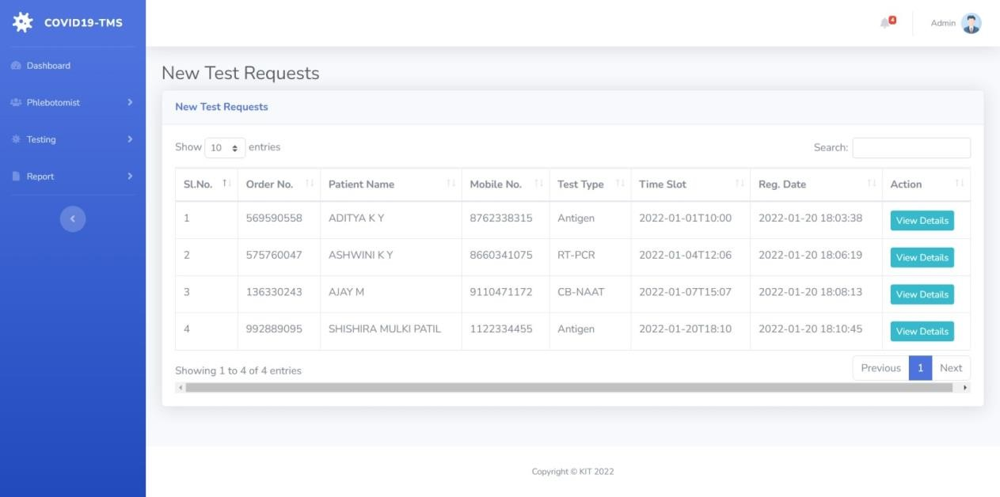 COVID19-TMS
4
Admin
Dashboard
Phlebotomist
Testing
Report
New Test Requests
New Test Requests
Show 10 entries
Search:
Sl.No. Order No. Patient Name Mobile No. Test Type Time Slot Reg. Date Action
1 569590558 ADITYA K Y 8762338315 Antigen 2022-01-01T10:00 2022-01-20 18:03:38 View Details
2 575760047 ASHWINI K Y 8660341075 RT-PCR 2022-01-04T12:06 2022-01-20 18:06:19 View Details
3 136330243 AJAY M 9110471172 CB-NAAT 2022-01-07T15:07 2022-01-20 18:08:13 View Details
4 992889095 SHISHIRA MULKI PATIL 1122334455 Antigen 2022-01-20T18:10 2022-01-20 18:10:45 View Details
Showing 1 to 4 of 4 entries
Previous 1 Next
Copyright © KIT 2022